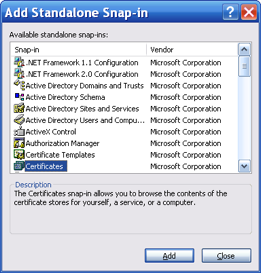 Add Standalone Snap-in
Available standalone snap-ins:
Snap-in Vendor
.NET Framework 1.1 Configuration Microsoft Corporation
.NET Framework 2.0 Configuration Microsoft Corporation
Active Directory Domains and Trusts Microsoft Corporation
Active Directory Schema Microsoft Corporation
Active Directory Sites and Services Microsoft Corporation
Active Directory Users and Compu... Microsoft Corporation
ActiveX Control Microsoft Corporation
Authorization Manager Microsoft Corporation
Certificate Templates Microsoft Corporation
Certificates Microsoft Corporation
Description
The Certificates snap-in allows you to browse the contents of the
certificate stores for yourself, a service, or a computer.
Add Close